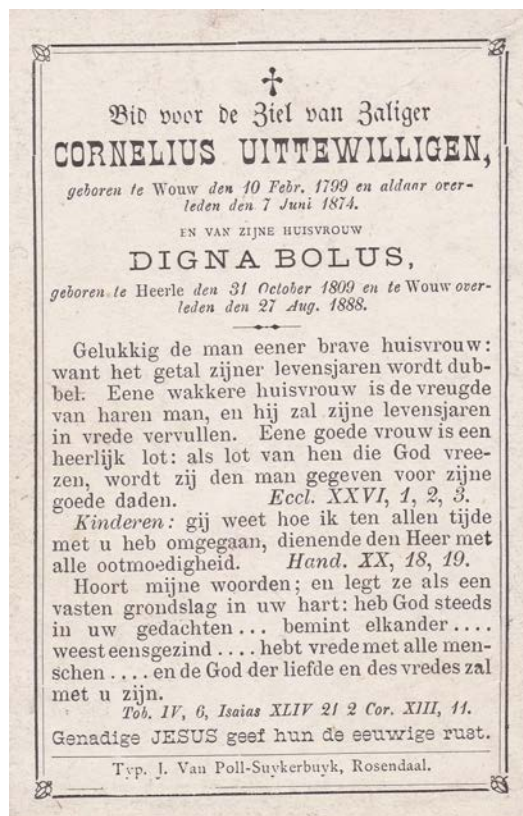 Bid voor de Ziel van Zaliger
CORNELIUS UITTEWILLIGEN,
geboren te Wouw den 10 Febr. 1799 en aldaar over-
leden den 7 Juni 1874.
EN VAN ZIJNE HUISVROUW
DIGNA BOLUS,
geboren te Heerle den 31 October 1809 en te Wouw over-
leden den 27 Aug. 1888.
Gelukkig de man eener brave huisvrouw:
want het getal zijner levensjaren wordt dub-
bel. Eene wakkere huisvrouw is de vreugde
van haren man, en hij zal zijne levensjaren
in vrede vervullen. Eene goede vrouw is een
heerlijk lot: als lot van hen die God vree-
zen, wordt zij den man gegeven voor zijne
goede daden. Eccl. XXVI, 1, 2, 3.
Kinderen: gij weet hoe ik ten allen tijde
met u heb omgegaan, dienende den Heer met
alle ootmoedigheid. Hand. XX, 18, 19.
Hoort mijne woorden; en legt ze als een
vasten grondslag in uw hart: heb God steeds
in uw gedachten... bemint elkander....
weest eensgezind .... hebt vrede met alle men-
schen .... en de God der liefde en des vredes zal
met u zijn.
Tob. IV, 6, Isaias XLIV 21 2 Cor. XIII, 11.
Genadige JESUS geef hun de eeuwige rust.
Typ. J. Van Poll-Suykerbuyk, Rosendaal.